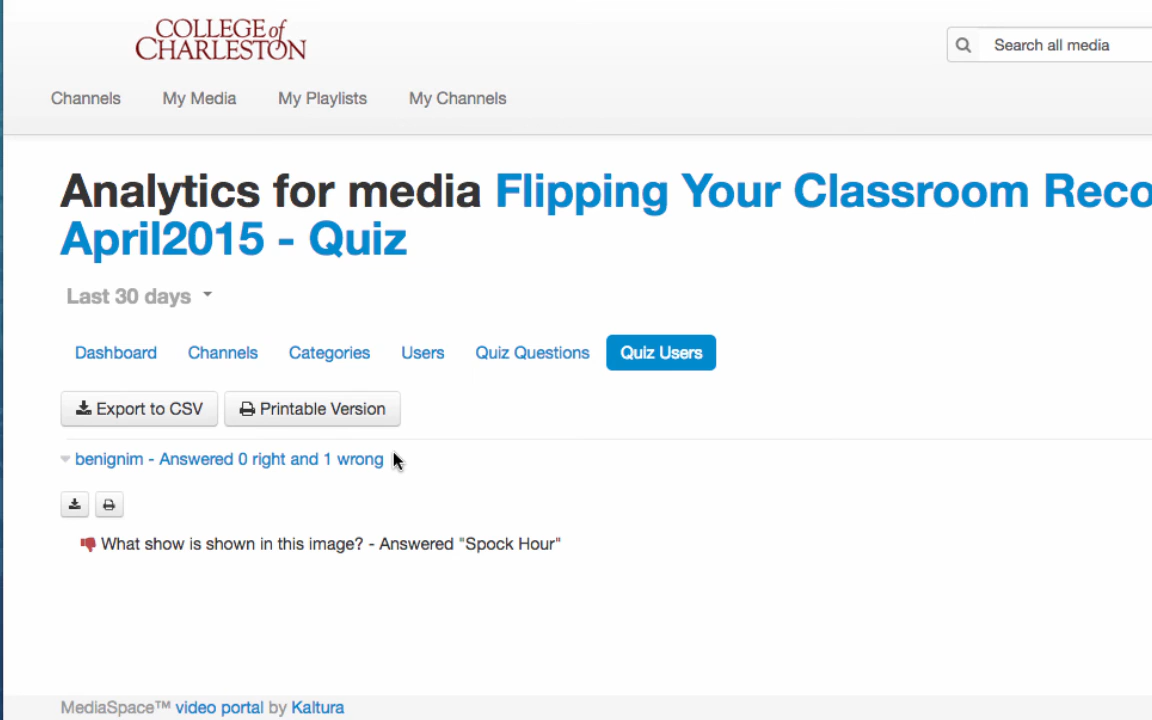 COLLEGE of
CHARLESTON
Search all media
Channels My Media My Playlists My Channels
Analytics for media Flipping Your Classroom Reco
April2015 - Quiz
Last 30 days
Dashboard Channels Categories Users Quiz Questions Quiz Users
Export to CSV Printable Version
benignim - Answered 0 right and 1 wrong
What show is shown in this image? - Answered "Spock Hour"
MediaSpace™ video portal by Kaltura